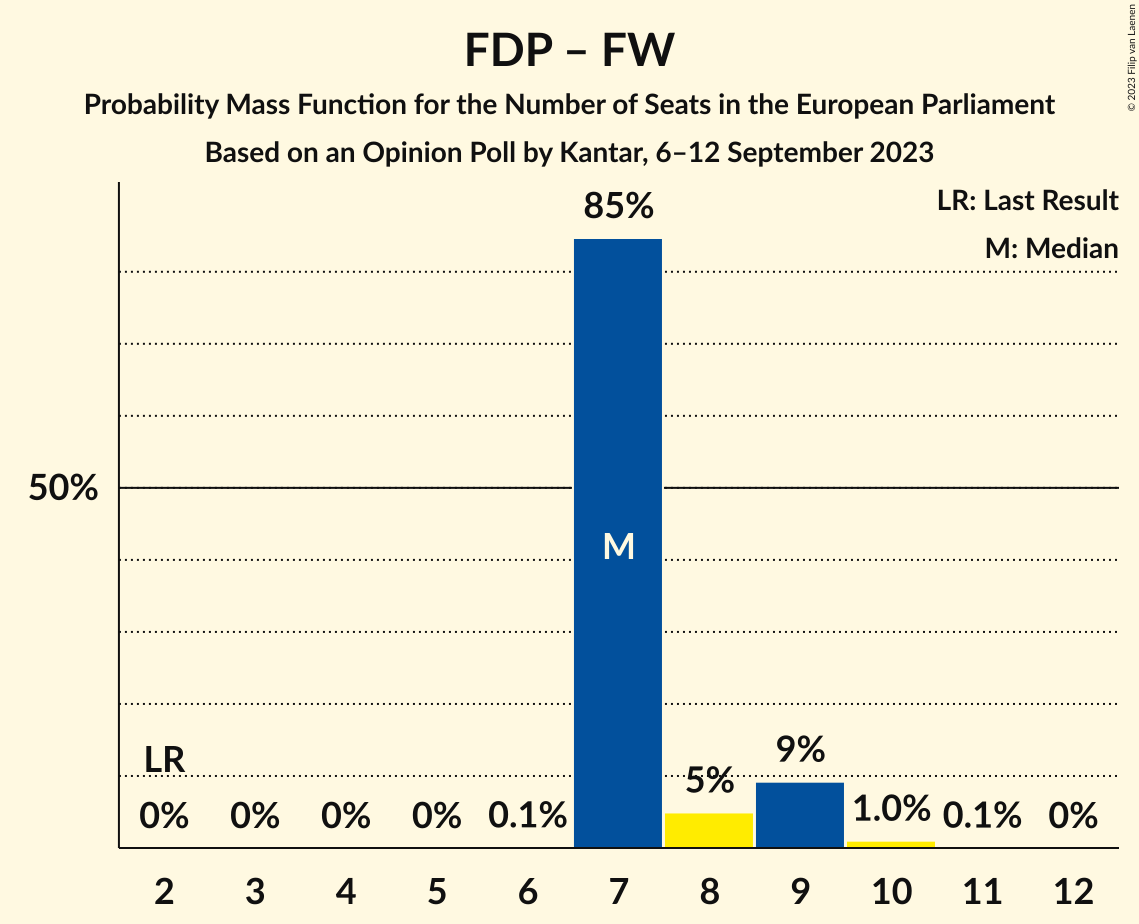 FDP – FW
Probability Mass Function for the Number of Seats in the European Parliament
Based on an Opinion Poll by Kantar, 6–12 September 2023
© 2023 Filip van Laenen
LR: Last Result
M: Median
85%
50%
M
LR
9%
5%
0% 0% 0% 0% 0.1% 1.0% 0.1% 0%
2 3 4 5 6 7 8 9 10 11 12